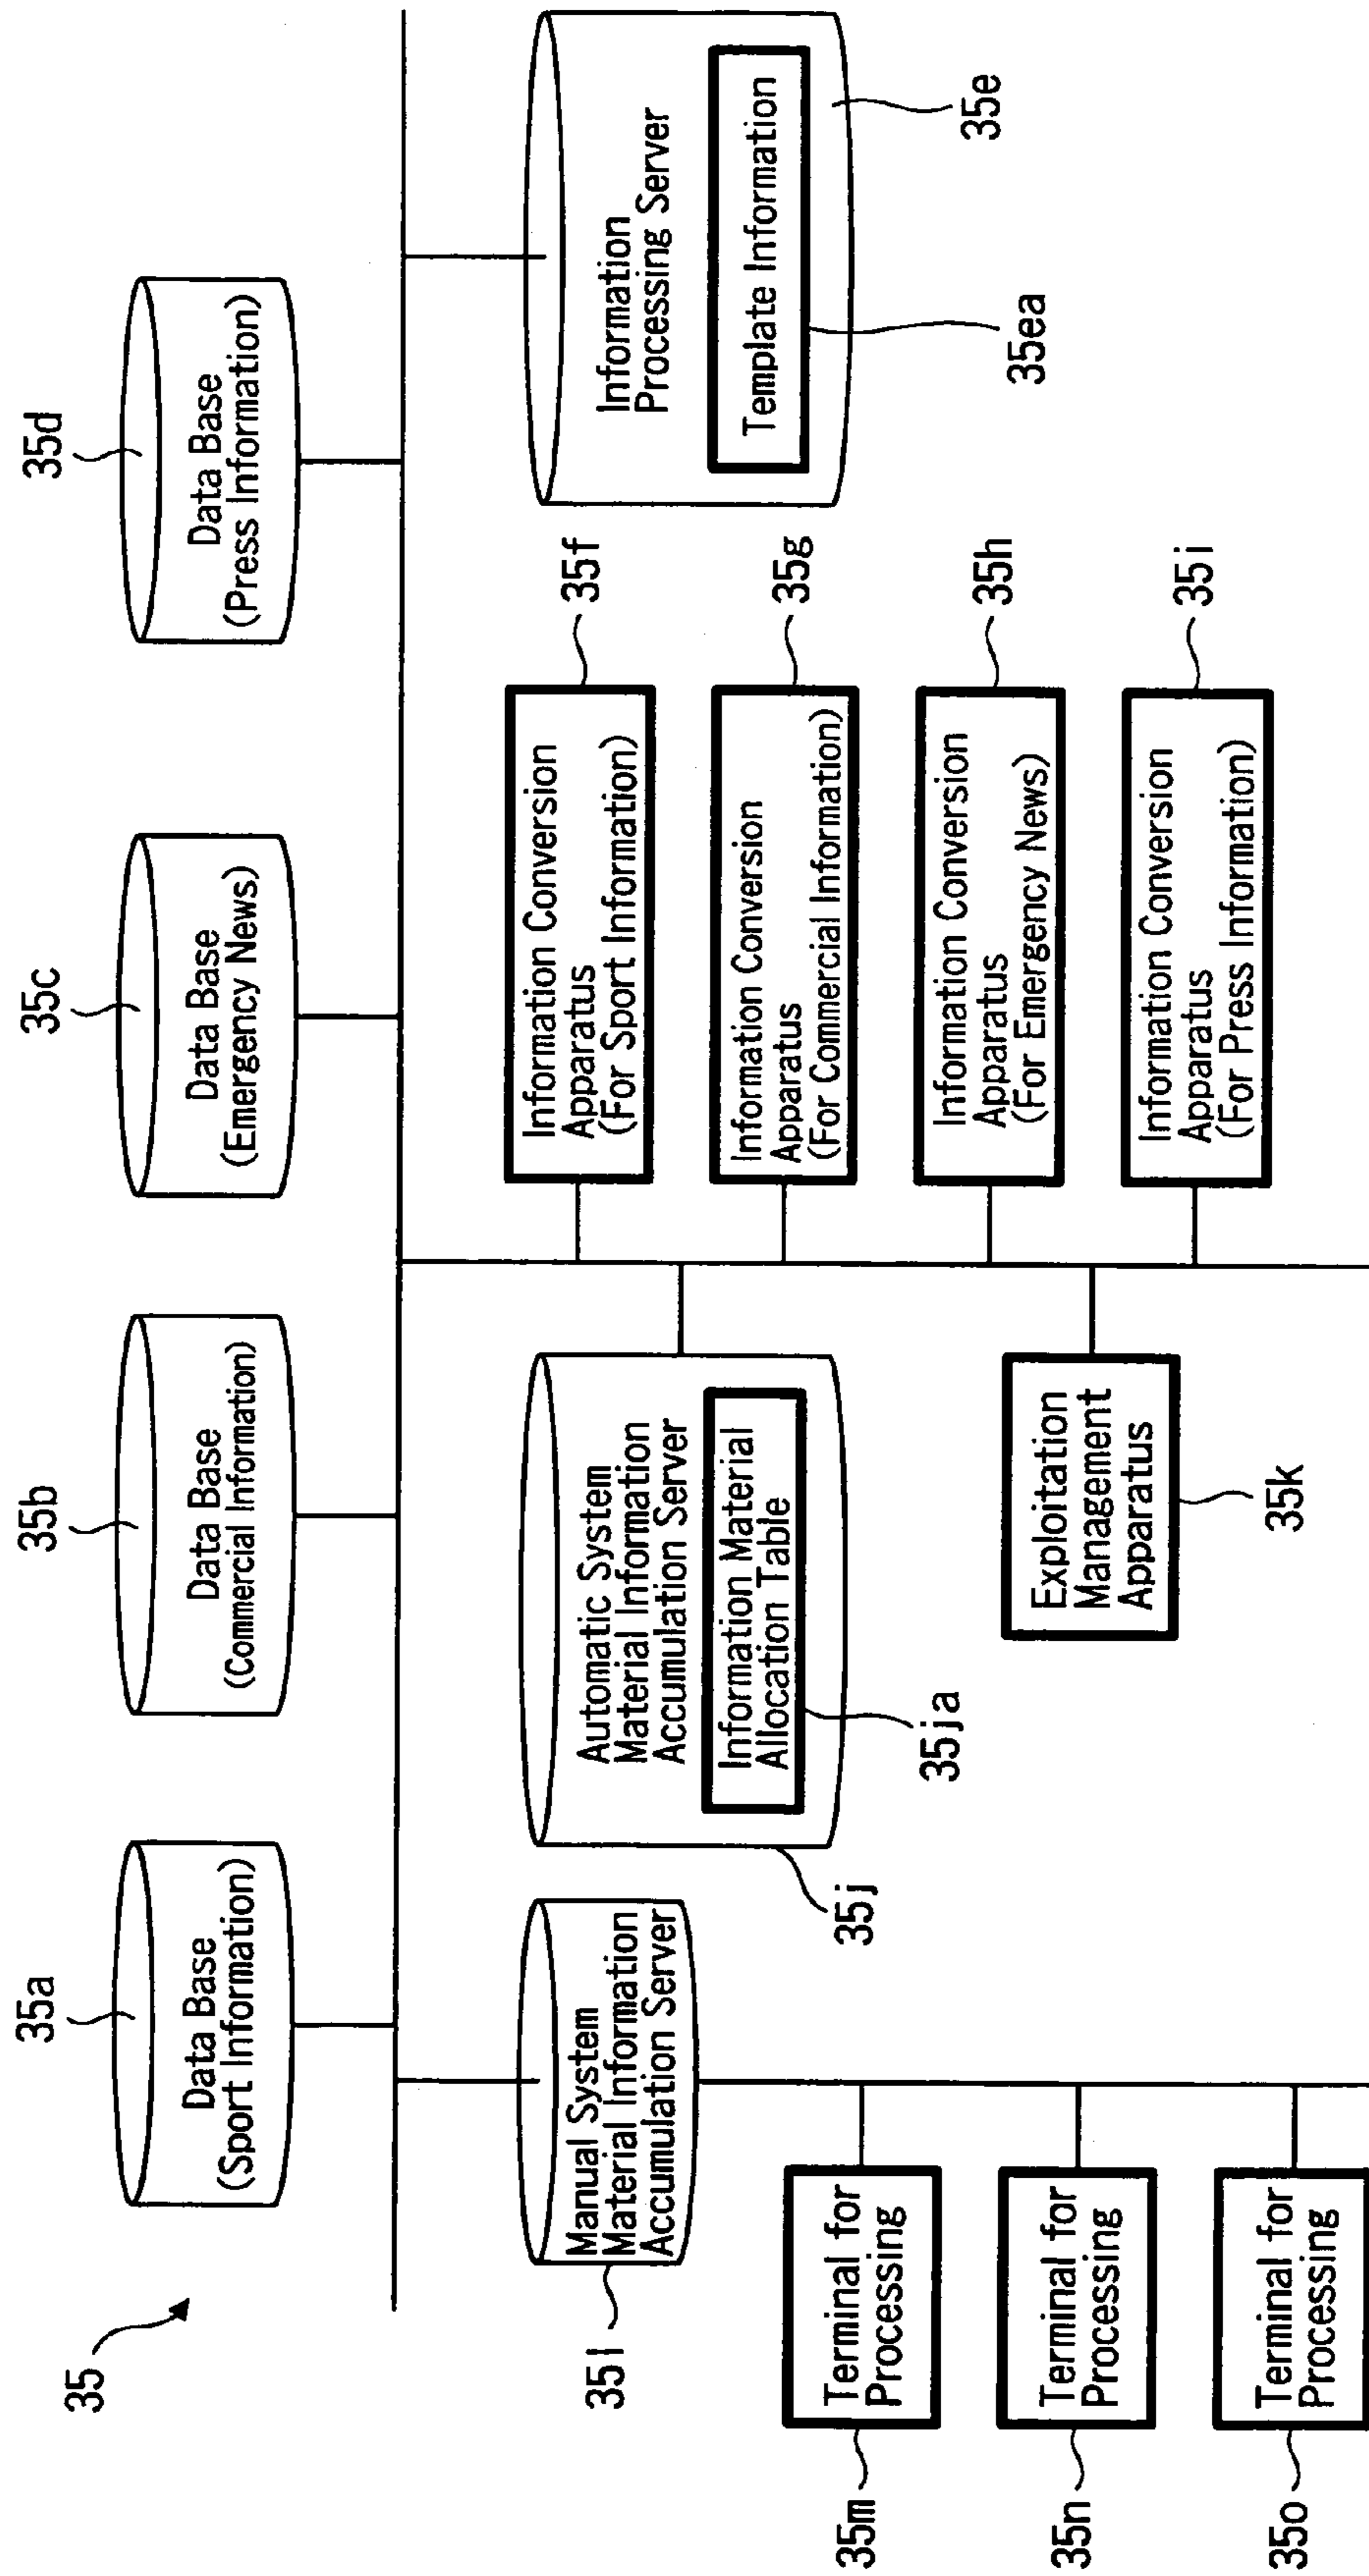 35
35a
Data Base
(Sport Information)
35b
Data Base
(Commercial Information)
35c
Data Base
(Emergency News)
35d
Data Base
(Press Information)
Manual System
Material Information
Accumulation Server
35l
Automatic System
Material Information
Accumulation Server
Information Material
Allocation Table
35j
35ja
Information Conversion
Apparatus
(For Sport Information)
35f
Information Conversion
Apparatus
(For Commercial Information)
35g
Information Conversion
Apparatus
(For Emergency News)
35h
Information Conversion
Apparatus
(For Press Information)
35i
Information
Processing Server
Template Information
35e
35ea
Exploitation
Management
Apparatus
35k
Terminal for
Processing
35m
Terminal for
Processing
35n
Terminal for
Processing
35o